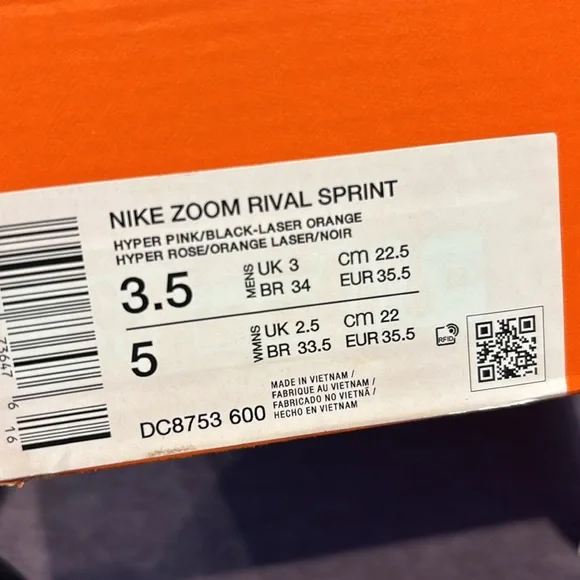 NIKE ZOOM RIVAL SPRINT
HYPER PINK/BLACK-LASER ORANGE
HYPER ROSE/ORANGE LASER/NOIR
3.5 MENS UK 3 CM 22.5
BR 34 EUR 35.5
5 WMNS UK 2.5 CM 22
BR 33.5 EUR 35.5
RFID
MADE IN VIETNAM /
FABRIQUE AU VIETNAM /
FABRICADO NO VIETNÃ /
HECHO EN VIETNAM
DC8753 600
73647 6 16